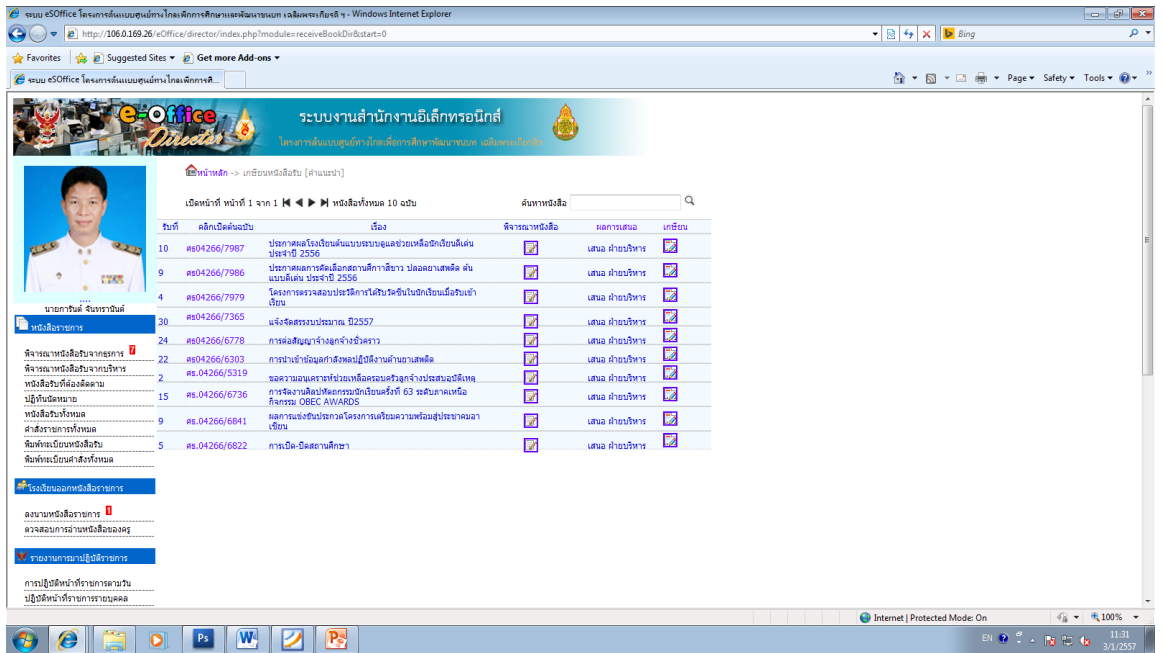 ระบบ eSOffice โครงการต้นแบบศูนย์ทางไกลเพื่อการศึกษาและพัฒนาชนบท เฉลิมพระเกียรติ ฯ - Windows Internet Explorer
http://106.0.169.26/eOffice/director/index.php?module=receiveBookDir&start=0
Bing
Favorites Suggested Sites Get more Add-ons
ระบบ eSOffice โครงการต้นแบบศูนย์ทางไกลเพื่อการศึ...
Page Safety Tools
e-Office
Director
ระบบงานสำนักงานอิเล็กทรอนิกส์
โครงการต้นแบบศูนย์ทางไกลเพื่อการศึกษาพัฒนาชนบท เฉลิมพระเกียรติฯ
หน้าหลัก -> เกษียนหนังสือรับ [คำแนะนำ]
เปิดหน้าที่ หน้าที่ 1 จาก 1 หนังสือทั้งหมด 10 ฉบับ ค้นหาหนังสือ
รับที่ คลิกเปิดต้นฉบับ เรื่อง พิจารณาหนังสือ ผลการเสนอ เกษียน
10 ศธ04266/7987 ประกาศผลโรงเรียนต้นแบบระบบดูแลช่วยเหลือนักเรียนดีเด่น ประจำปี 2556 เสนอ ฝ่ายบริหาร
9 ศธ04266/7986 ประกาศผลการคัดเลือกสถานศึกาาสีขาว ปลอดยาเสพติด ต้นแบบดีเด่น ประจำปี 2556 เสนอ ฝ่ายบริหาร
4 ศธ04266/7979 โครงการตรวจสอบประวัติการได้รับวัคซีนในนักเรียนเมื่อรับเข้าเรียน เสนอ ฝ่ายบริหาร
30 ศธ04266/7365 แจ้งจัดสรรงบประมาณ ปี2557 เสนอ ฝ่ายบริหาร
24 ศธ04266/6778 การต่อสัญญาจ้างลูกจ้างชั่วคราว เสนอ ฝ่ายบริหาร
22 ศธ04266/6303 การนำเข้าข้อมูลกำลังพลปฏิบัติงานด้านยาเสพติด เสนอ ฝ่ายบริหาร
2 ศธ.04266/5319 ขอความอนุเคราะห์ช่วยเหลือครอบครัวลูกจ้างประสบอุบัติเหตุ เสนอ ฝ่ายบริหาร
15 ศธ.04266/6736 การจัดงานศิลปหัตถกรรมนักเรียนครั้งที่ 63 ระดับภาคเหนือ กิจกรรม OBEC AWARDS เสนอ ฝ่ายบริหาร
9 ศธ.04266/6841 ผลการแข่งขันประกวดโครงการเตรียมความพร้อมสู่ประชาคมอาเซียน เสนอ ฝ่ายบริหาร
5 ศธ.04266/6822 การเปิด-ปิดสถานศึกษา เสนอ ฝ่ายบริหาร
....
นายการันต์ จันทรานันต์
หนังสือราชการ
พิจารณาหนังสือรับจากธุรการ 7
พิจารณาหนังสือรับจากบริหาร
หนังสือรับที่ต้องติดตาม
ปฏิทินนัดหมาย
หนังสือรับทั้งหมด
คำสั่งราชการทั้งหมด
พิมพ์ทะเบียนหนังสือรับ
พิมพ์ทะเบียนคำสั่งทั้งหมด
โรงเรียนออกหนังสือราชการ
ลงนามหนังสือราชการ 1
ตวจสอบการอ่านหนังสือของครู
รายงานการมาปฏิบัติราชการ
การปฏิบัติหน้าที่ราชการตามวัน
ปฏิบัติหน้าที่ราชการรายบุคคล
Internet | Protected Mode: On 100%
Ps W P
EN 11:31
3/1/2557